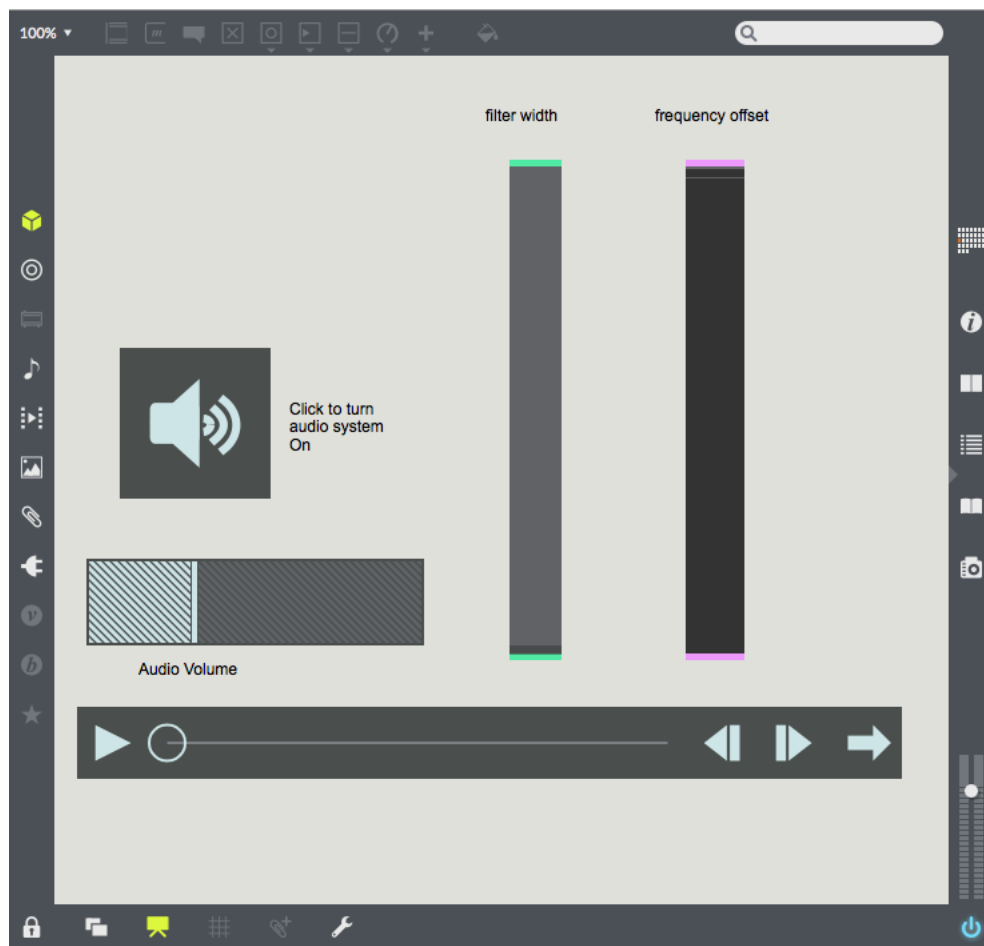 100%
filter width
frequency offset
Click to turn
audio system
On
Audio Volume